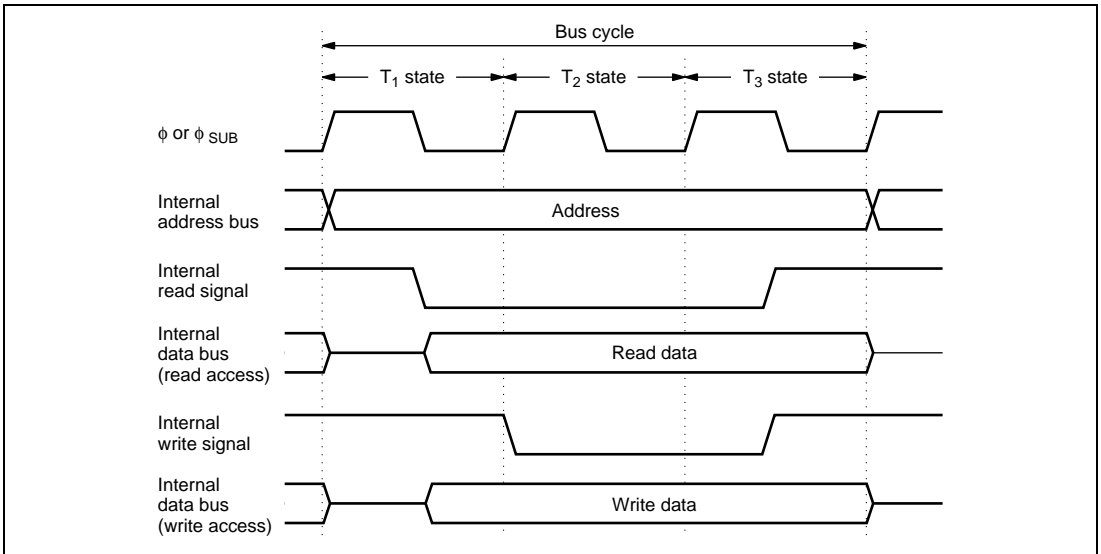 Bus cycle
T1 state
T2 state
T3 state
ϕ or ϕ SUB
Internal
address bus
Address
Internal
read signal
Internal
data bus
(read access)
Read data
Internal
write signal
Internal
data bus
(write access)
Write data